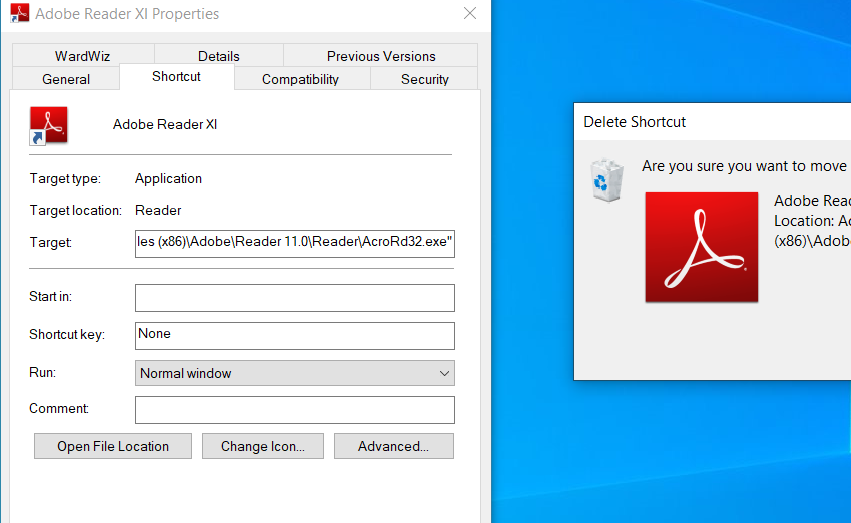 Adobe Reader XI Properties
WardWiz Details Previous Versions
General Shortcut Compatibility Security
Adobe Reader XI
Target type: Application
Target location: Reader
Target: les (x86)\Adobe\Reader 11.0\Reader\AcroRd32.exe"
Start in:
Shortcut key: None
Run: Normal window
Comment:
Open File Location Change Icon... Advanced...
Delete Shortcut
Are you sure you want to move
Adobe Read
Location: Ac
(x86)\Adob